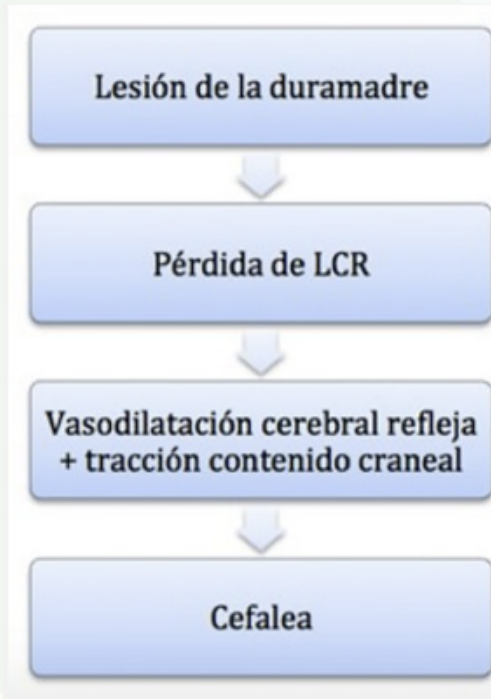 Lesión de la duramadre
Pérdida de LCR
Vasodilatación cerebral refleja
+ tracción contenido craneal
Cefalea